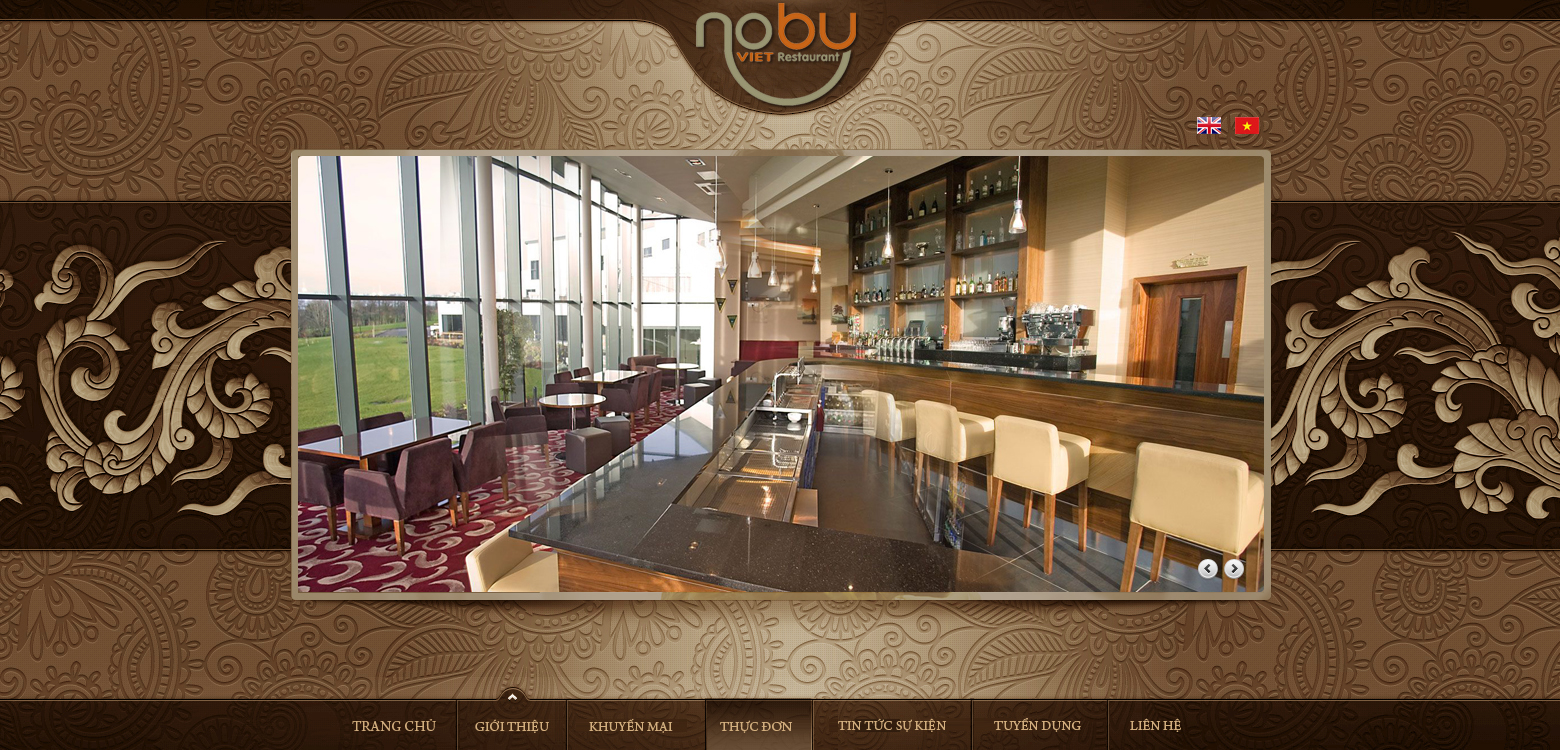 nobu
VIET Restaurant
TRANG CHỦ
GIỚI THIỆU
KHUYẾN MẠI
THỰC ĐƠN
TIN TỨC SỰ KIỆN
TUYỂN DỤNG
LIÊN HỆ